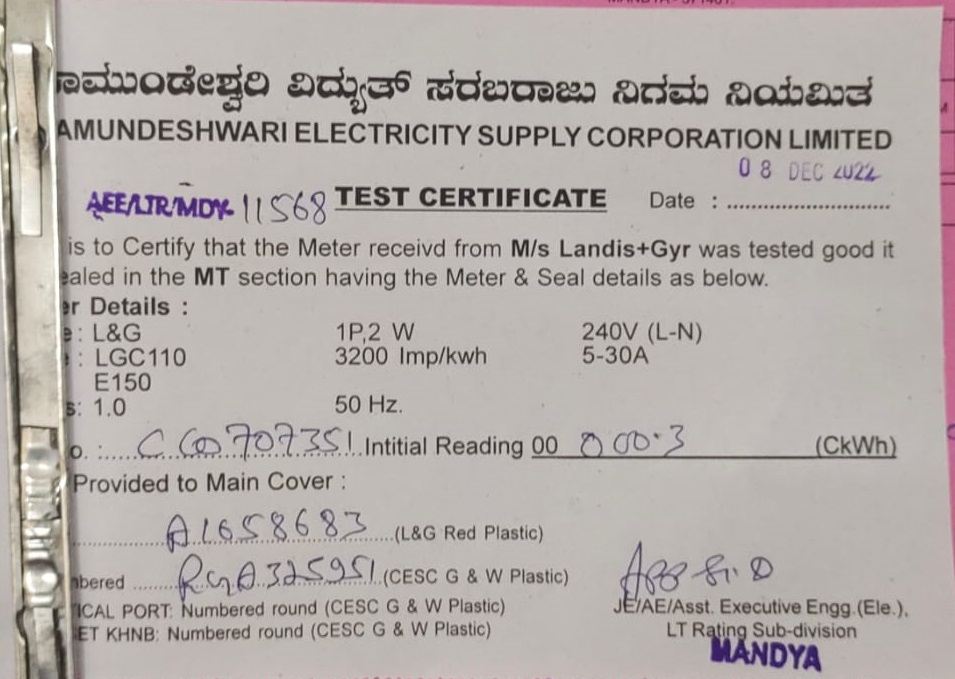 ಾಮುಂಡೇಶ್ವರಿ ವಿದ್ಯುತ್ ಸರಬರಾಜು ನಿಗಮ ನಿಯಮಿತ
AMUNDESHWARI ELECTRICITY SUPPLY CORPORATION LIMITED
08 DEC 2022
AEE/LTR/MDY- 11568 TEST CERTIFICATE Date : ..........................
is to Certify that the Meter receivd from M/s Landis+Gyr was tested good it
ealed in the MT section having the Meter & Seal details as below.
er Details :
e : L&G 1P,2 W 240V (L-N)
: LGC110 3200 Imp/kwh 5-30A
E150
s: 1.0 50 Hz.
o. : Intitial Reading 00 000.3 (CkWh)
Provided to Main Cover :
A1658683 (L&G Red Plastic)
nbered (CESC G & W Plastic)
ICAL PORT: Numbered round (CESC G & W Plastic)
ET KHNB: Numbered round (CESC G & W Plastic)
JE/AE/Asst. Executive Engg.(Ele.),
LT Rating Sub-division
MANDYA